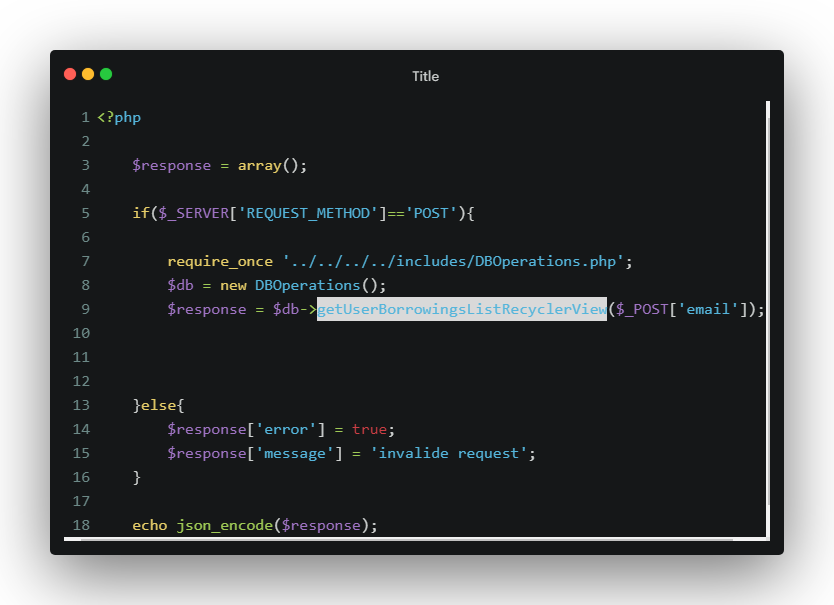 Title
1 <?php
2
3     $response = array();
4
5     if($_SERVER['REQUEST_METHOD']=='POST'){
6
7         require_once '../../../../includes/DBOperations.php';
8         $db = new DBOperations();
9         $response = $db->getUserBorrowingsListRecyclerView($_POST['email']);
10
11
12
13     }else{
14         $response['error'] = true;
15         $response['message'] = 'invalide request';
16     }
17
18     echo json_encode($response);